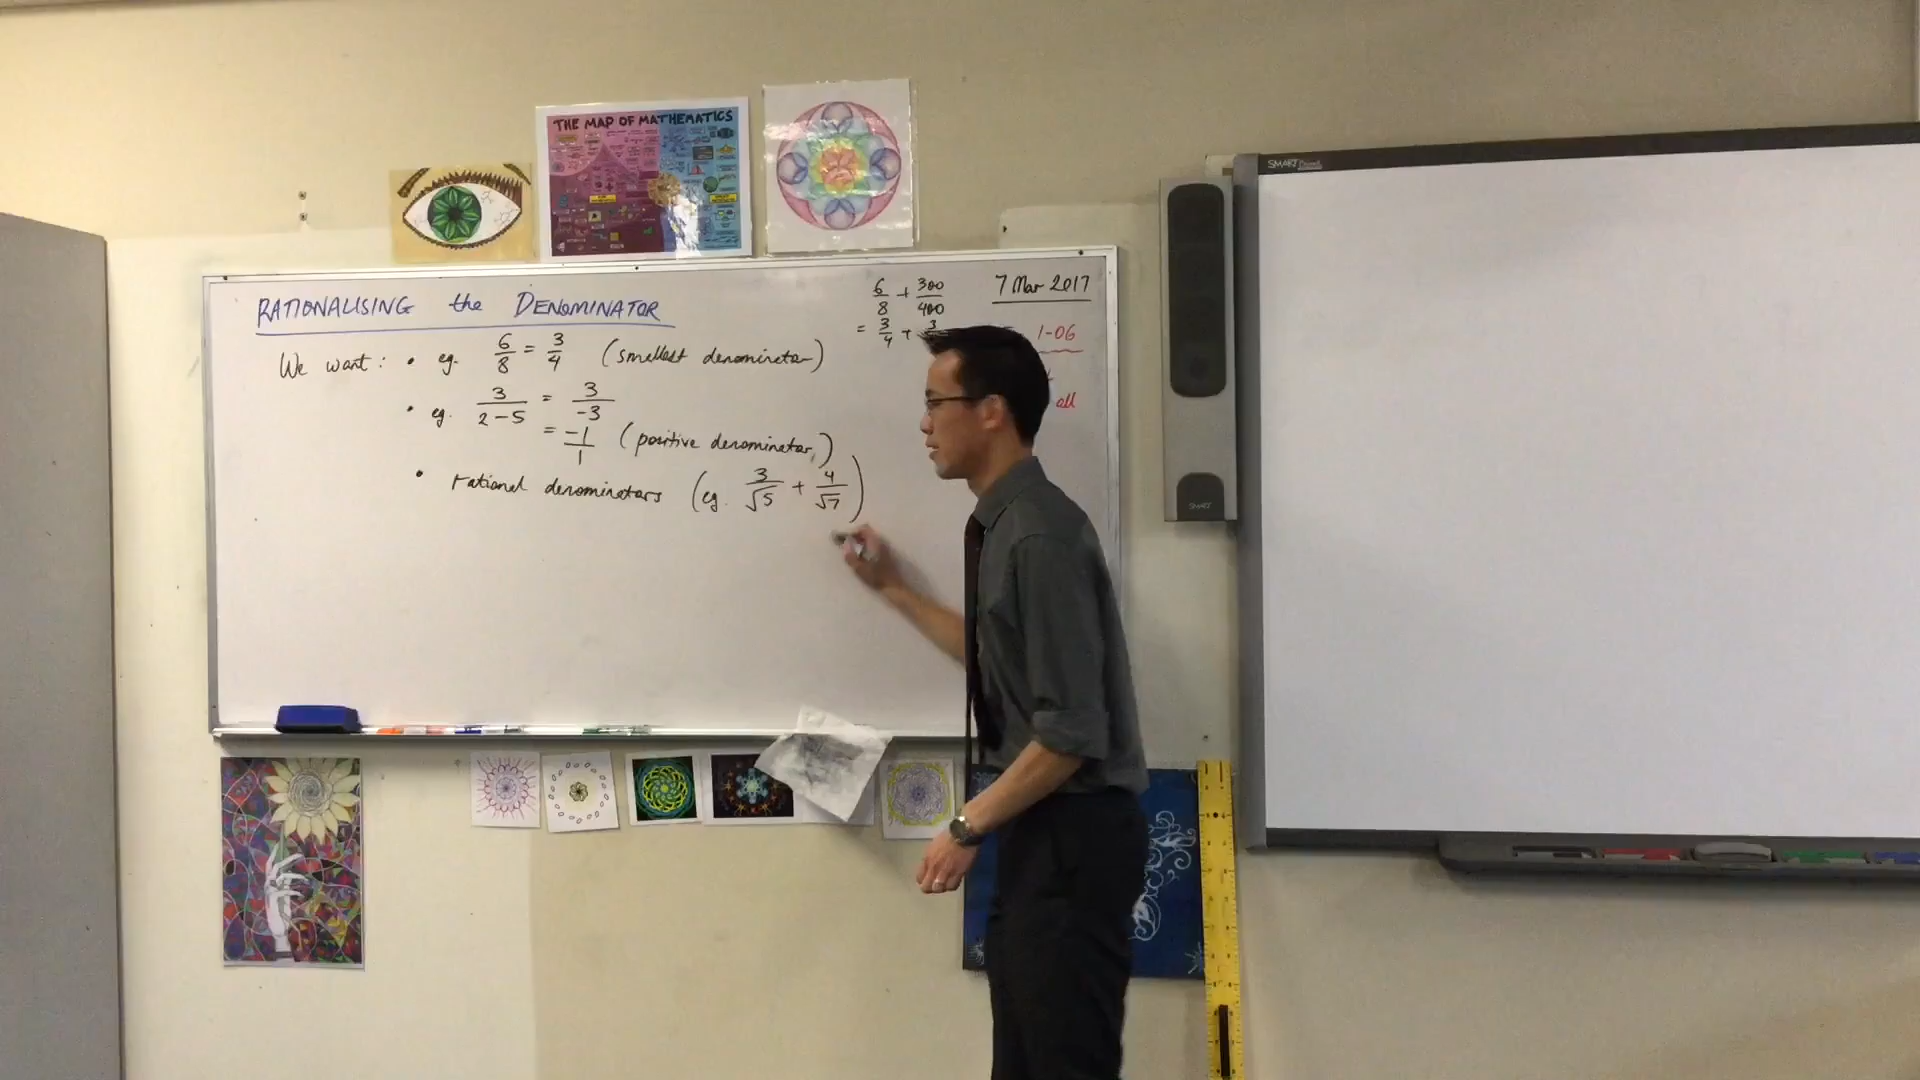 THE MAP OF MATHEMATICS
SMART
RATIONALISING the DENOMINATOR
6/8 + 300/400
7 Mar 2017
= 3/4 + 3
1-06
We want : • eg. 6/8 = 3/4 (smallest denominator)
all
• eg. 3/(2-5) = 3/-3
= -1/1 (positive denominator)
• rational denominators (eg. 3/√5 + 4/√7)
SMART